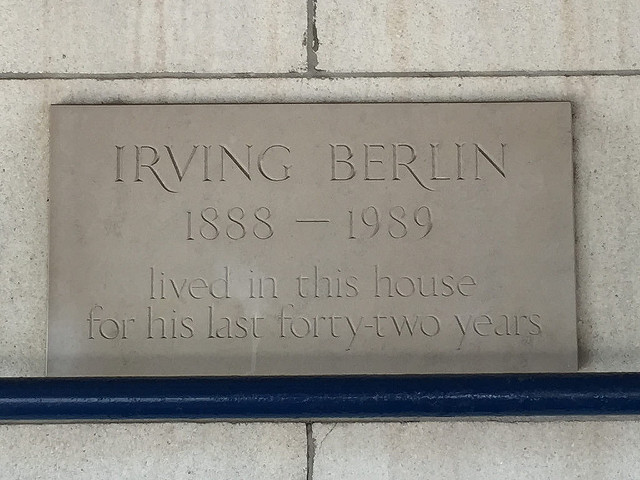 IRVING BERLIN
1888 — 1989
lived in this house
for his last forty-two years